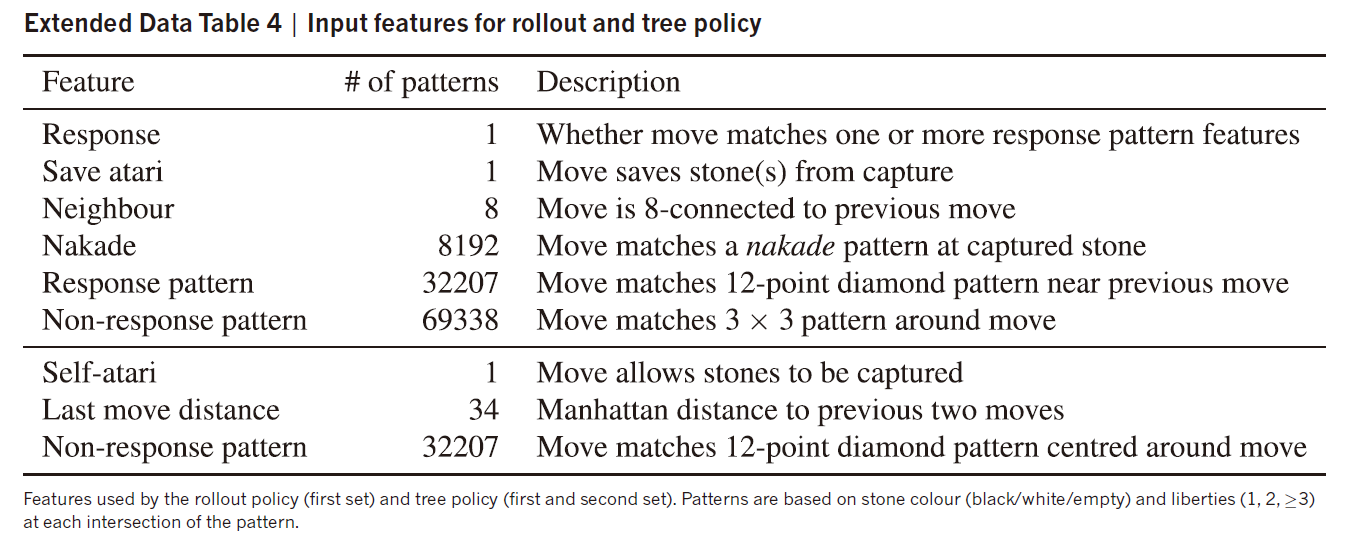 Extended Data Table 4 | Input features for rollout and tree policy
Feature # of patterns Description
Response 1 Whether move matches one or more response pattern features
Save atari 1 Move saves stone(s) from capture
Neighbour 8 Move is 8-connected to previous move
Nakade 8192 Move matches a nakade pattern at captured stone
Response pattern 32207 Move matches 12-point diamond pattern near previous move
Non-response pattern 69338 Move matches 3 × 3 pattern around move
Self-atari 1 Move allows stones to be captured
Last move distance 34 Manhattan distance to previous two moves
Non-response pattern 32207 Move matches 12-point diamond pattern centred around move
Features used by the rollout policy (first set) and tree policy (first and second set). Patterns are based on stone colour (black/white/empty) and liberties (1, 2, ≥3)
at each intersection of the pattern.